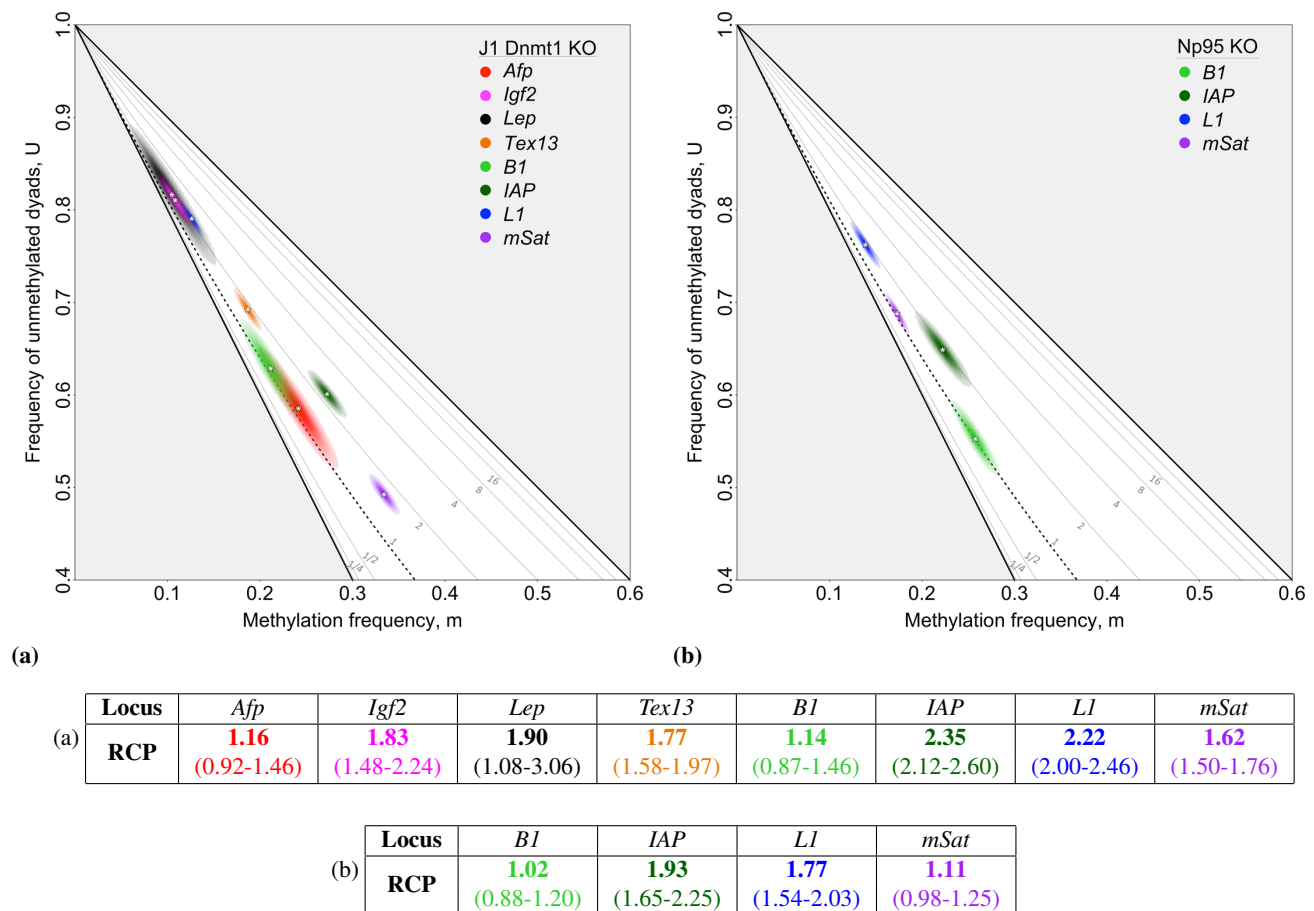 J1 Dnmt1 KO
Afp
Igf2
Lep
Tex13
B1
IAP
L1
mSat
Frequency of unmethylated dyads, U
1.0
0.9
0.8
0.7
0.6
0.5
0.4
16
8
4
2
1
1/2
1/4
0.1 0.2 0.3 0.4 0.5 0.6
Methylation frequency, m
(a)
Np95 KO
B1
IAP
L1
mSat
Frequency of unmethylated dyads, U
1.0
0.9
0.8
0.7
0.6
0.5
0.4
16
8
4
2
1
1/2
1/4
0.1 0.2 0.3 0.4 0.5 0.6
Methylation frequency, m
(b)
(a)
Locus Afp Igf2 Lep Tex13 B1 IAP L1 mSat
RCP 1.16 1.83 1.90 1.77 1.14 2.35 2.22 1.62
(0.92-1.46) (1.48-2.24) (1.08-3.06) (1.58-1.97) (0.87-1.46) (2.12-2.60) (2.00-2.46) (1.50-1.76)
(b)
Locus B1 IAP L1 mSat
RCP 1.02 1.93 1.77 1.11
(0.88-1.20) (1.65-2.25) (1.54-2.03) (0.98-1.25)